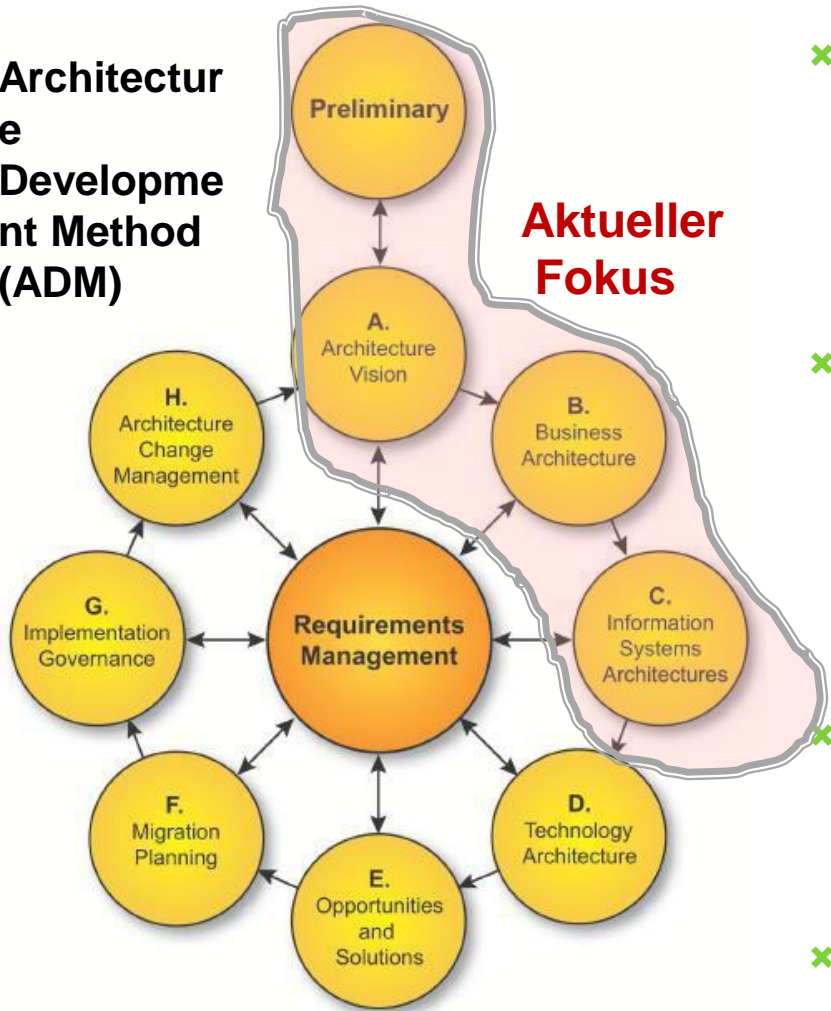 Architectur
e
Developme
nt Method
(ADM)
Preliminary
Aktueller
Fokus
A.
Architecture
Vision
B.
Business
Architecture
H.
Architecture
Change
Management
C.
Information
Systems
Architectures
G.
Implementation
Governance
Requirements
Management
D.
Technology
Architecture
F.
Migration
Planning
E.
Opportunities
and
Solutions